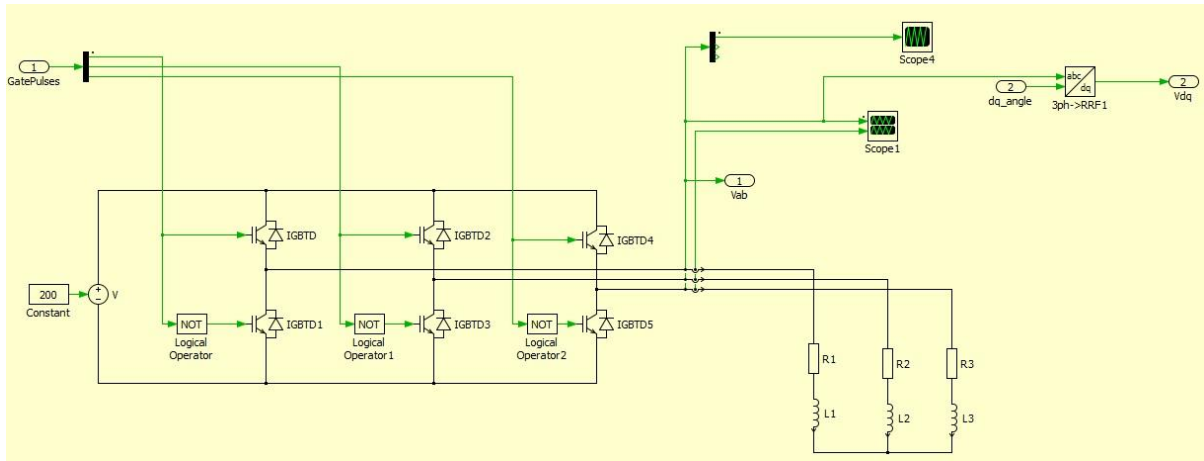 1
GatePulses
Scope4
abc
dq
3ph->RRF1
2
dq_angle
2
Vdq
Scope1
1
Vab
IGBTD
IGBTD2
IGBTD4
200
Constant
V
+
−
NOT
Logical
Operator
IGBTD1
NOT
Logical
Operator1
IGBTD3
NOT
Logical
Operator2
IGBTD5
R1
R2
R3
L1
L2
L3